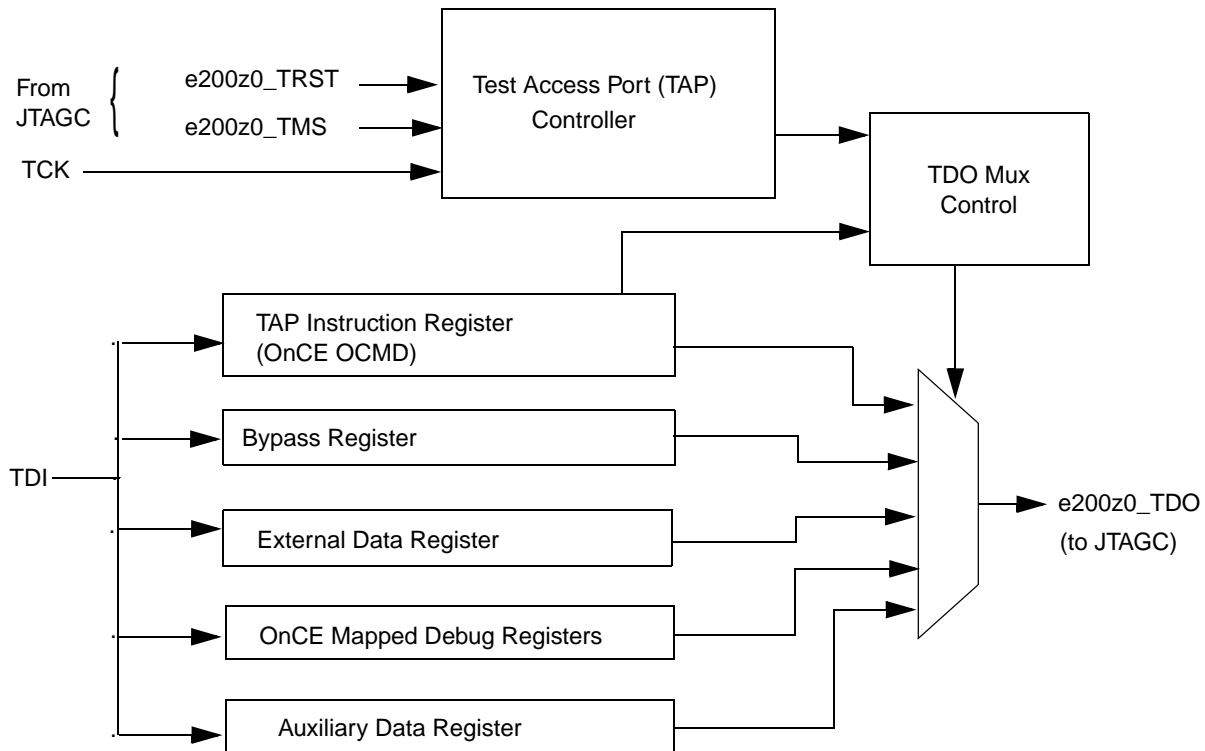 From
JTAGC
e200z0_TRST
e200z0_TMS
TCK
Test Access Port (TAP)
Controller
TDO Mux
Control
TAP Instruction Register
(OnCE OCMD)
Bypass Register
TDI
External Data Register
e200z0_TDO
(to JTAGC)
OnCE Mapped Debug Registers
Auxiliary Data Register